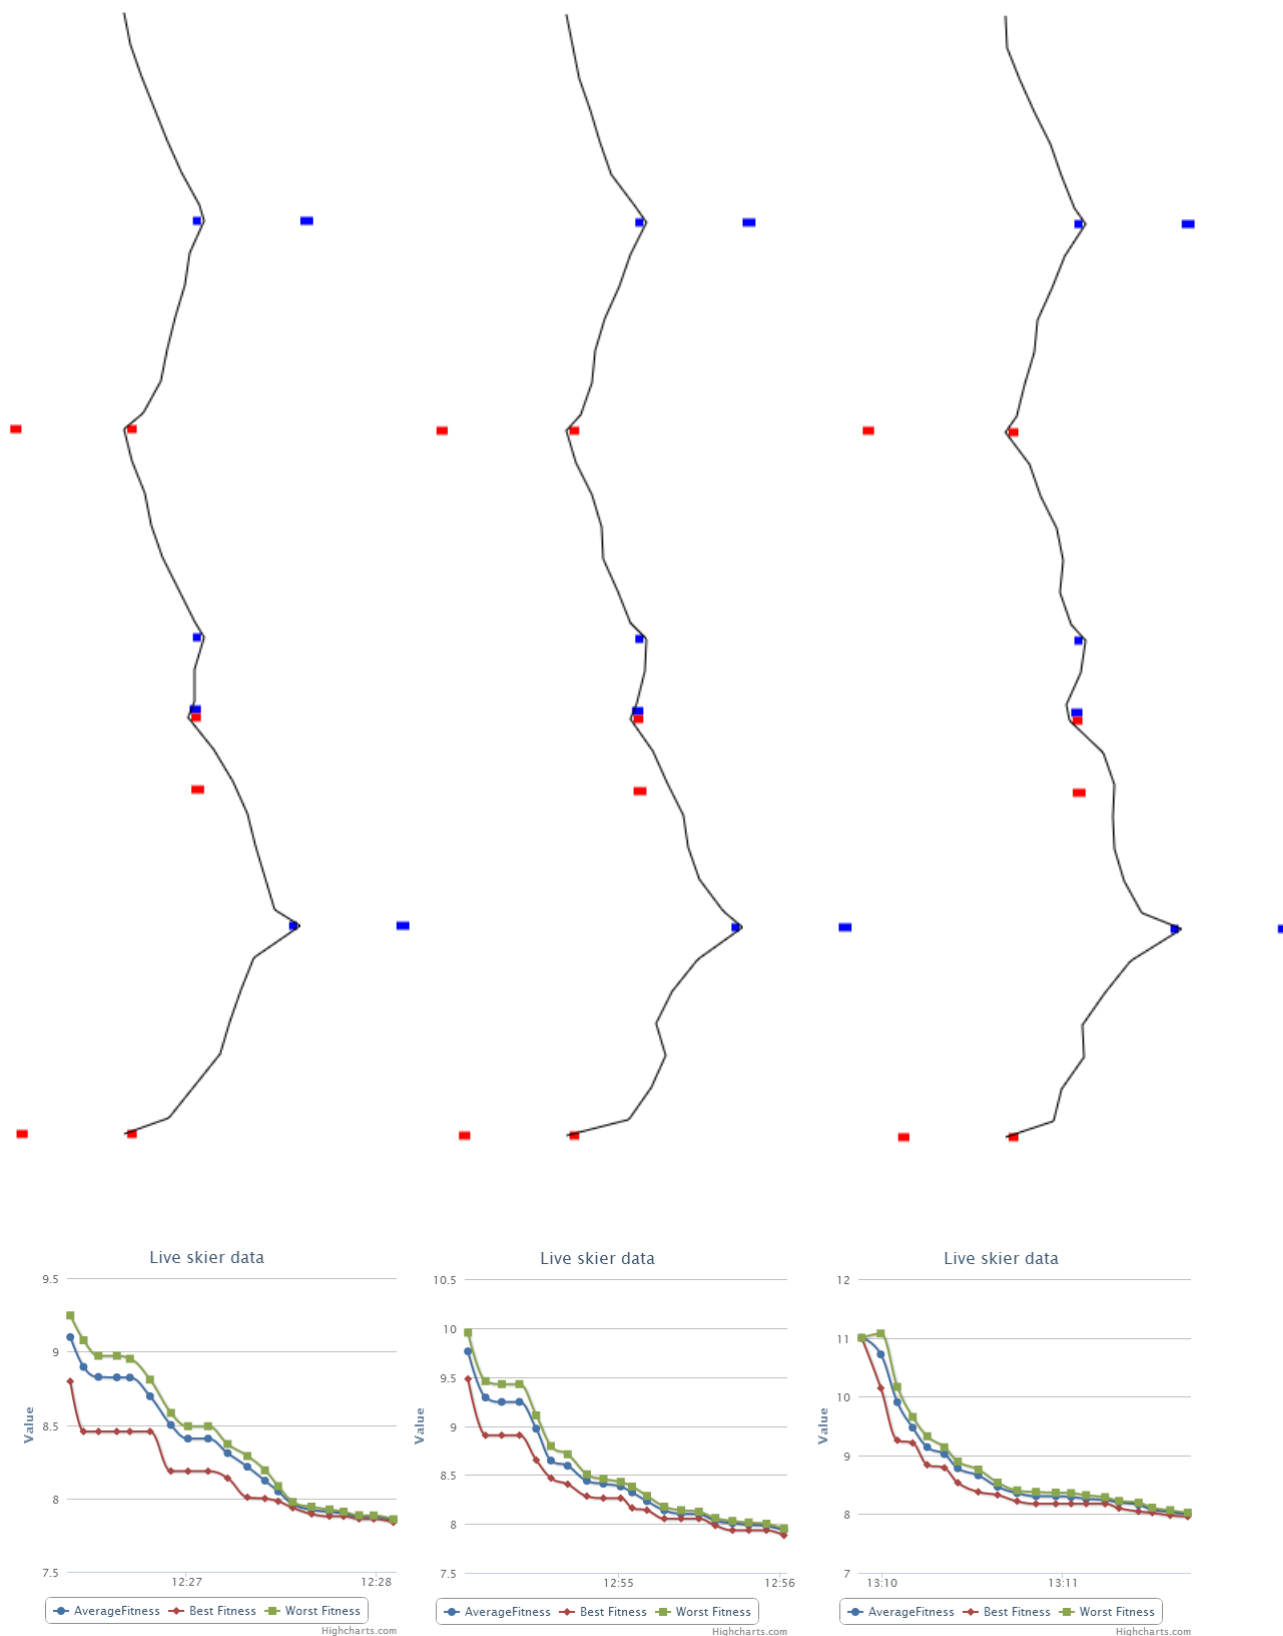 Live skier data
9.5
9
8.5
8
7.5
Value
12:27 12:28
AverageFitness Best Fitness Worst Fitness
Highcharts.com
Live skier data
10.5
10
9.5
9
8.5
8
7.5
Value
12:55 12:56
AverageFitness Best Fitness Worst Fitness
Highcharts.com
Live skier data
12
11
10
9
8
7
Value
13:10 13:11
AverageFitness Best Fitness Worst Fitness
Highcharts.com